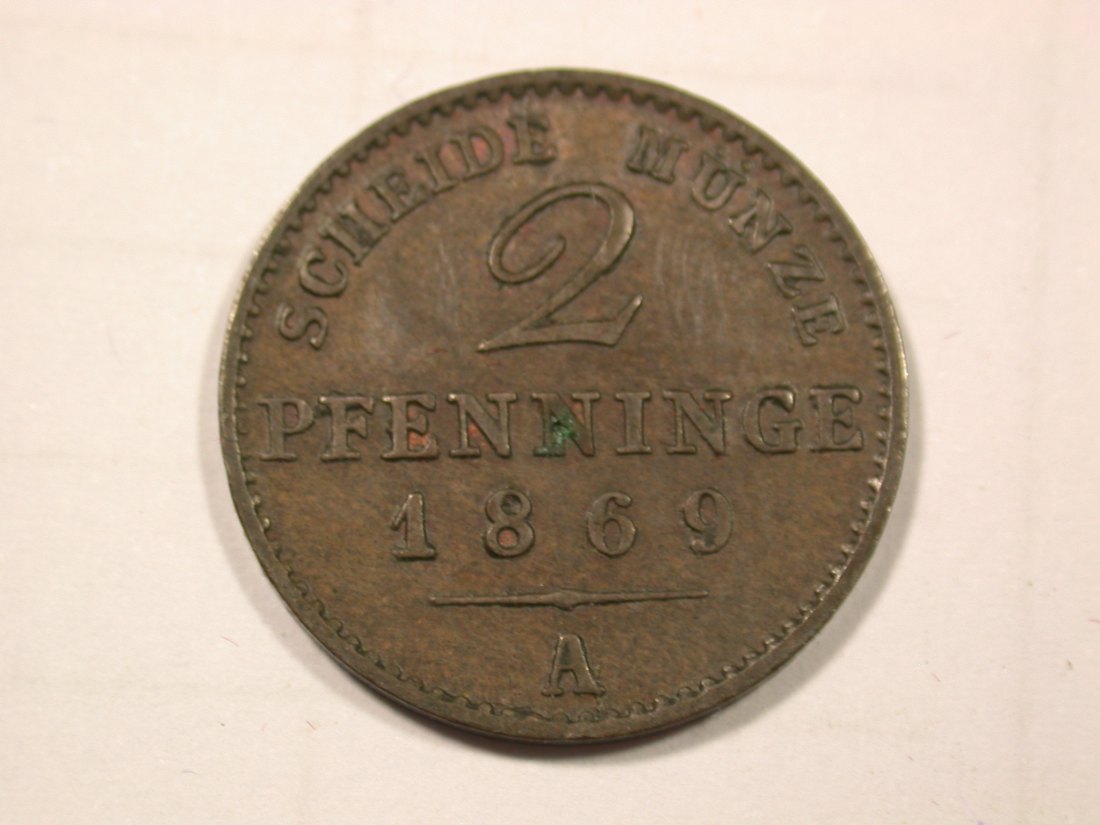 SCHEIDE MÜNZE
2
PFENNINGE
1869
A